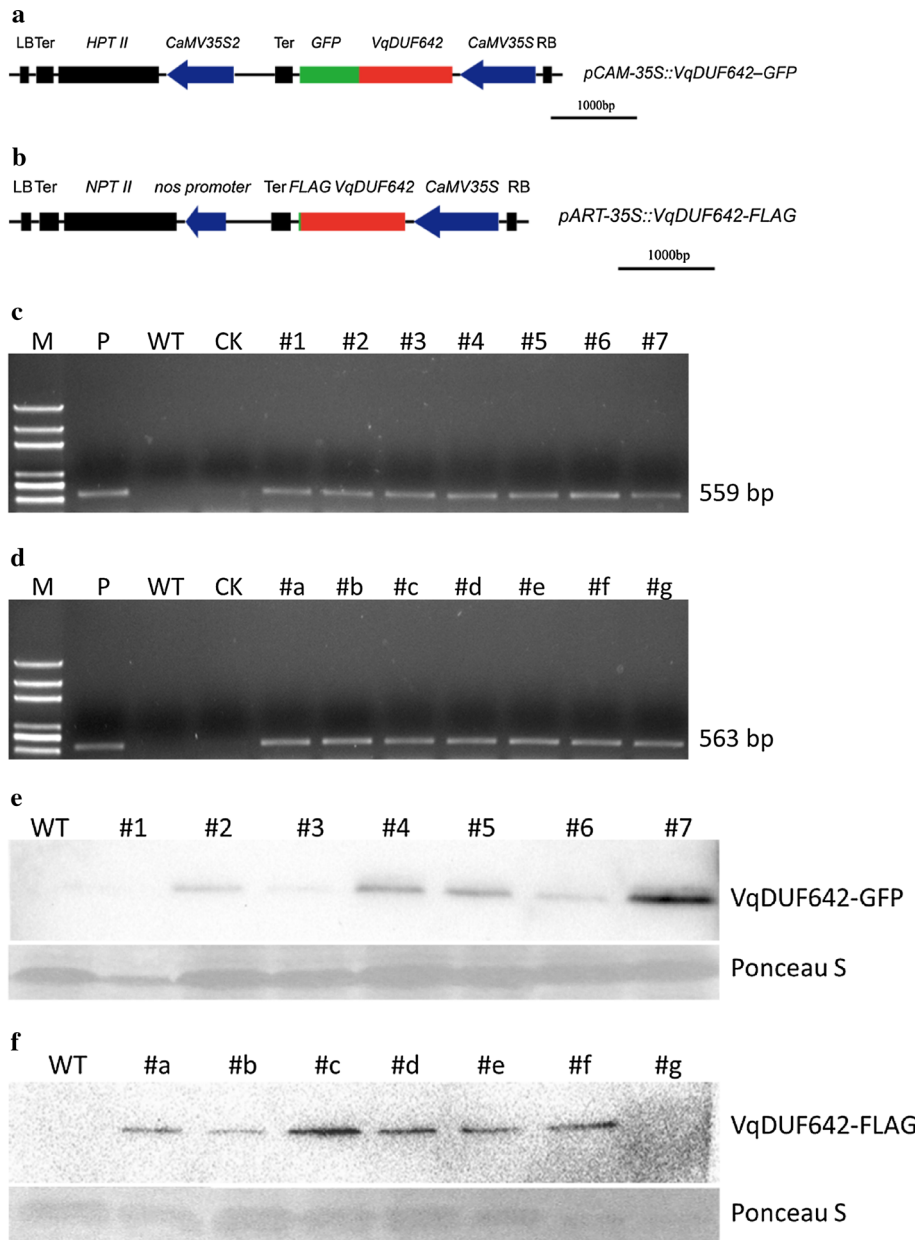 a
LB Ter HPT II CaMV35S2 Ter GFP VqDUF642 CaMV35S RB
pCAM-35S::VqDUF642–GFP
1000bp
b
LB Ter NPT II nos promoter Ter FLAG VqDUF642 CaMV35S RB
pART-35S::VqDUF642-FLAG
1000bp
c
M P WT CK #1 #2 #3 #4 #5 #6 #7
559 bp
d
M P WT CK #a #b #c #d #e #f #g
563 bp
e
WT #1 #2 #3 #4 #5 #6 #7
VqDUF642-GFP
Ponceau S
f
WT #a #b #c #d #e #f #g
VqDUF642-FLAG
Ponceau S